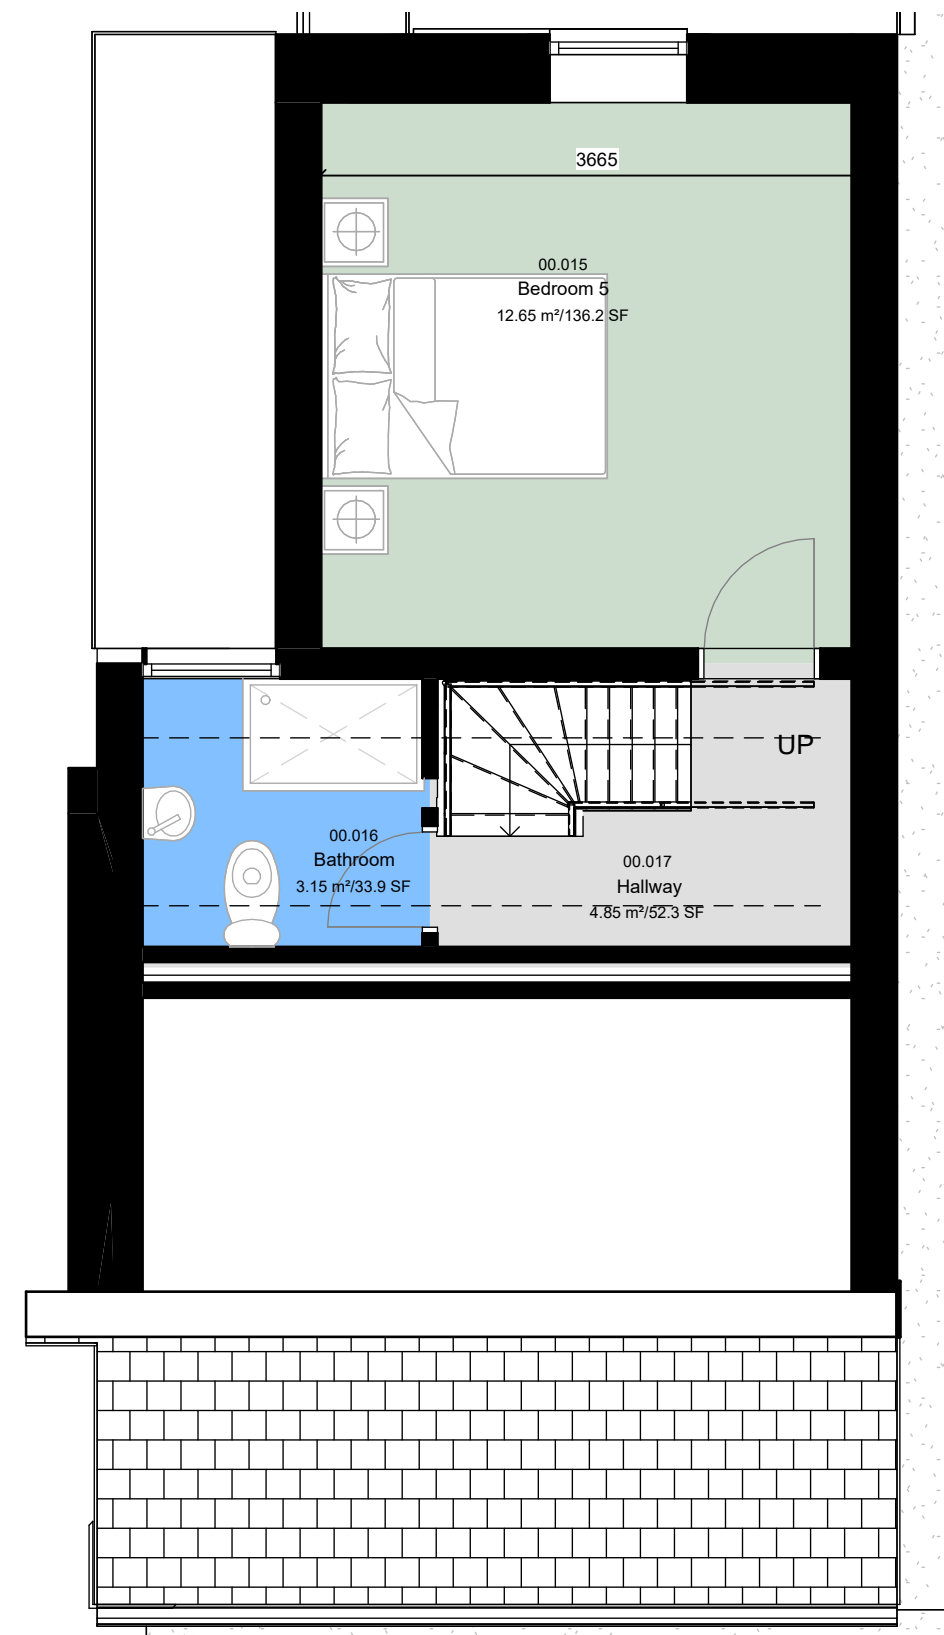 3665
00.015
Bedroom 5
12.65 m²/136.2 SF
UP
00.016
Bathroom
3.15 m²/33.9 SF
00.017
Hallway
4.85 m²/52.3 SF